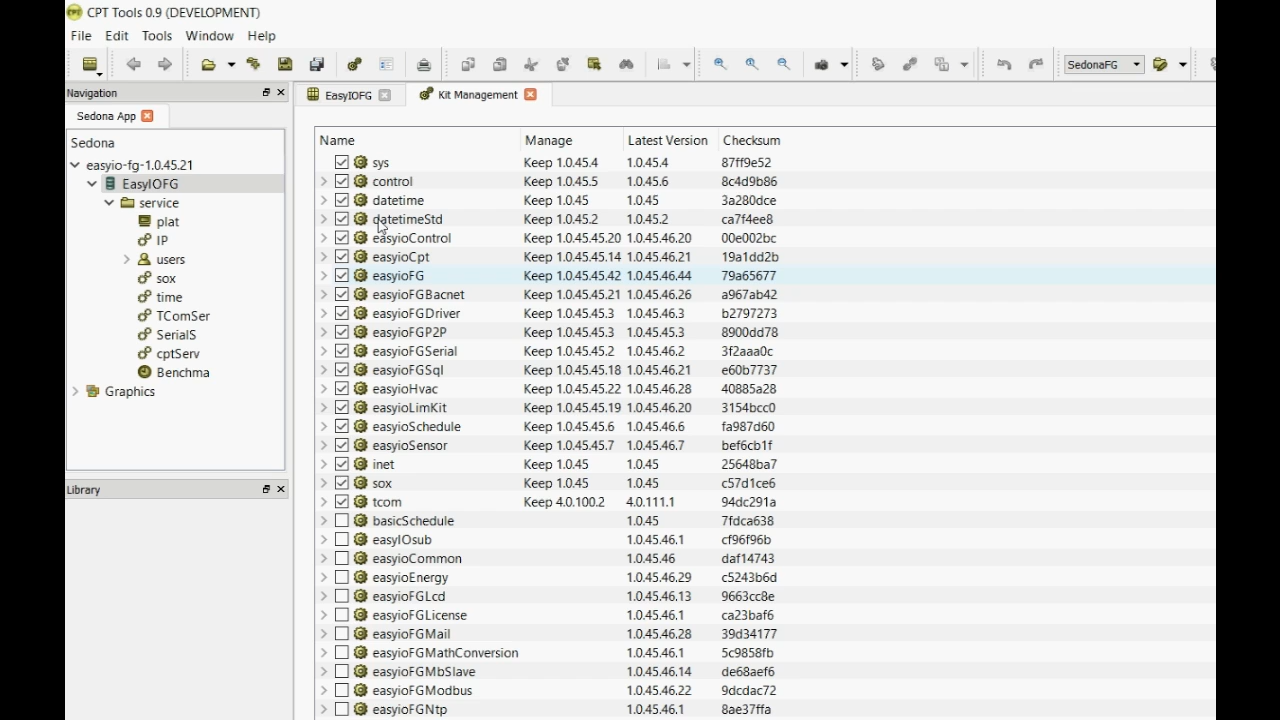 CPT Tools 0.9 (DEVELOPMENT)
File Edit Tools Window Help
SedonaFG
Navigation
EasyIOFG Kit Management
Sedona App
Sedona
easyio-fg-1.0.45.21
EasyIOFG
service
plat
IP
users
sox
time
TComSer
SerialS
cptServ
Benchma
Graphics
Library
Name Manage Latest Version Checksum
sys Keep 1.0.45.4 1.0.45.4 87ff9e52
control Keep 1.0.45.5 1.0.45.6 8c4d9b86
datetime Keep 1.0.45 1.0.45 3a280dce
datetimeStd Keep 1.0.45.2 1.0.45.2 ca7f4ee8
easyioControl Keep 1.0.45.45.20 1.0.45.46.20 00e002bc
easyioCpt Keep 1.0.45.45.14 1.0.45.46.21 19a1dd2b
easyioFG Keep 1.0.45.45.42 1.0.45.46.44 79a65677
easyioFGBacnet Keep 1.0.45.45.21 1.0.45.46.26 a967ab42
easyioFGDriver Keep 1.0.45.45.3 1.0.45.46.3 b2797273
easyioFGP2P Keep 1.0.45.45.3 1.0.45.45.3 8900dd78
easyioFGSerial Keep 1.0.45.45.2 1.0.45.46.2 3f2aaa0c
easyioFGSql Keep 1.0.45.45.18 1.0.45.46.21 e60b7737
easyioHvac Keep 1.0.45.45.22 1.0.45.46.28 40885a28
easyioLimKit Keep 1.0.45.45.19 1.0.45.46.20 3154bcc0
easyioSchedule Keep 1.0.45.45.6 1.0.45.46.6 fa987d60
easyioSensor Keep 1.0.45.45.7 1.0.45.46.7 bef6cb1f
inet Keep 1.0.45 1.0.45 25648ba7
sox Keep 1.0.45 1.0.45 c57d1ce6
tcom Keep 4.0.100.2 4.0.111.1 94dc291a
basicSchedule 1.0.45 7fdca638
easyIOsub 1.0.45.46.1 cf96f96b
easyioCommon 1.0.45.46 daf14743
easyioEnergy 1.0.45.46.29 c5243b6d
easyioFGLcd 1.0.45.46.13 9663cc8e
easyioFGLicense 1.0.45.46.1 ca23baf6
easyioFGMail 1.0.45.46.28 39d34177
easyioFGMathConversion 1.0.45.46.1 5c9858fb
easyioFGMbSlave 1.0.45.46.14 de68aef6
easyioFGModbus 1.0.45.46.22 9dcdac72
easyioFGNtp 1.0.45.46.1 8ae37ffa